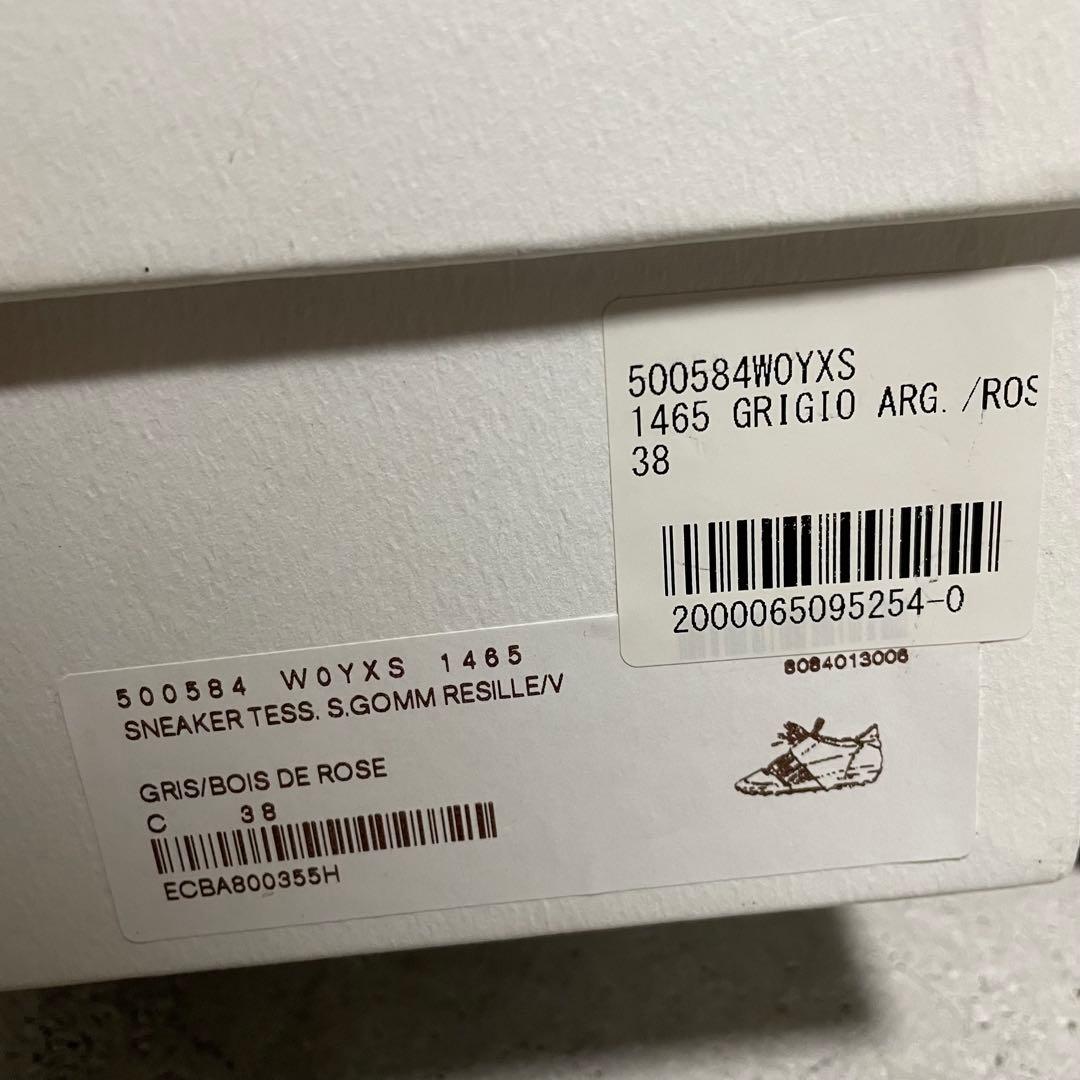 500584W0YXS
1465 GRIGIO ARG. /ROS
38
2000065095254-0
8084013006
500584 W0YXS 1465
SNEAKER TESS. S.GOMM RESILLE/V
GRIS/BOIS DE ROSE
C 38
ECBA800355H